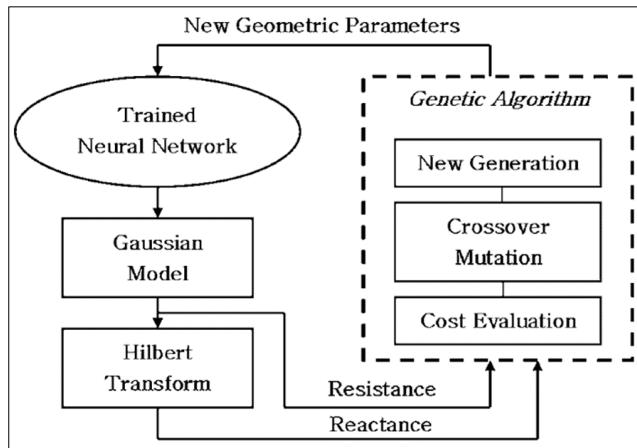 New Geometric Parameters
Trained
Neural Network
Gaussian
Model
Hilbert
Transform
Genetic Algorithm
New Generation
Crossover
Mutation
Cost Evaluation
Resistance
Reactance